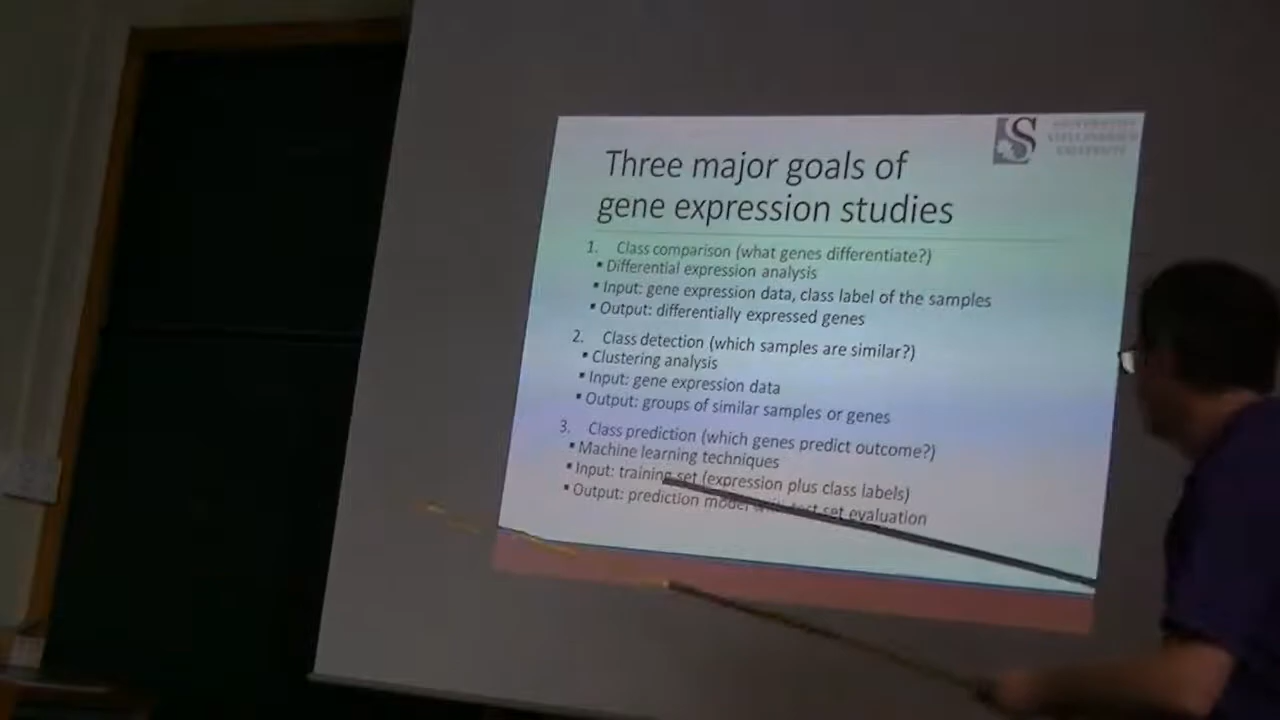 Three major goals of
gene expression studies
1. Class comparison (what genes differentiate?)
▪ Differential expression analysis
▪ Input: gene expression data, class label of the samples
▪ Output: differentially expressed genes
2. Class detection (which samples are similar?)
▪ Clustering analysis
▪ Input: gene expression data
▪ Output: groups of similar samples or genes
3. Class prediction (which genes predict outcome?)
▪ Machine learning techniques
▪ Input: training set (expression plus class labels)
▪ Output: prediction model with test set evaluation
S